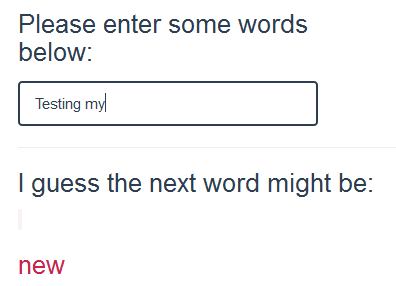 Please enter some words
below:
Testing my
I guess the next word might be:
new